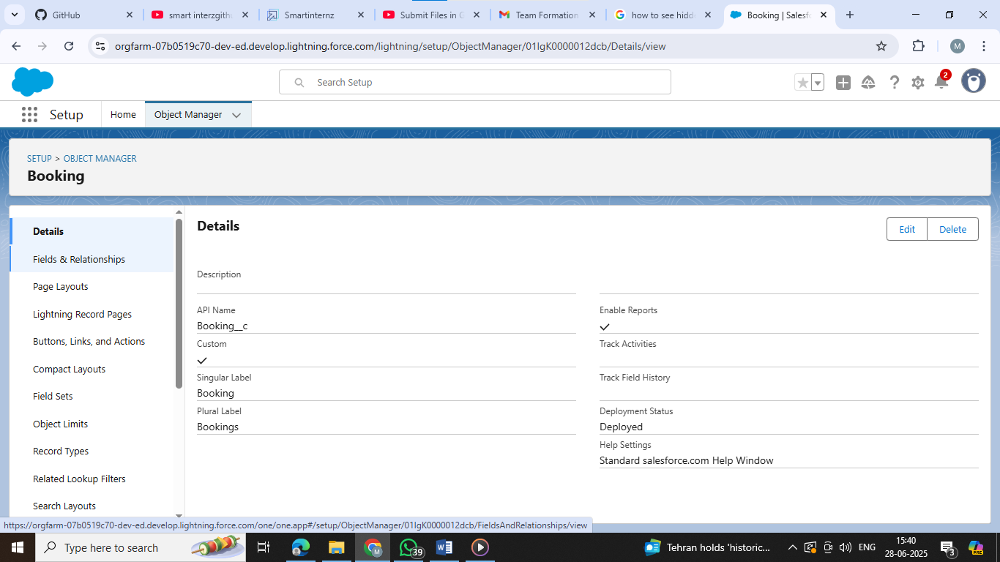 GitHub
smart interzgithu
Smartinternz
Submit Files in G
Team Formation
how to see hidde
Booking | Salesfo
orgfarm-07b0519c70-dev-ed.develop.lightning.force.com/lightning/setup/ObjectManager/01IgK0000012dcb/Details/view
M
Search Setup
2
Setup
Home
Object Manager
SETUP > OBJECT MANAGER
Booking
Details
Fields & Relationships
Page Layouts
Lightning Record Pages
Buttons, Links, and Actions
Compact Layouts
Field Sets
Object Limits
Record Types
Related Lookup Filters
Search Layouts
Details
Edit
Delete
Description
API Name
Booking__c
Custom
Singular Label
Booking
Plural Label
Bookings
Enable Reports
Track Activities
Track Field History
Deployment Status
Deployed
Help Settings
Standard salesforce.com Help Window
https://orgfarm-07b0519c70-dev-ed.develop.lightning.force.com/one/one.app#/setup/ObjectManager/01IgK0000012dcb/FieldsAndRelationships/view
Type here to search
M
39
W
Tehran holds 'historic...
ENG
15:40
28-06-2025
3
PRE